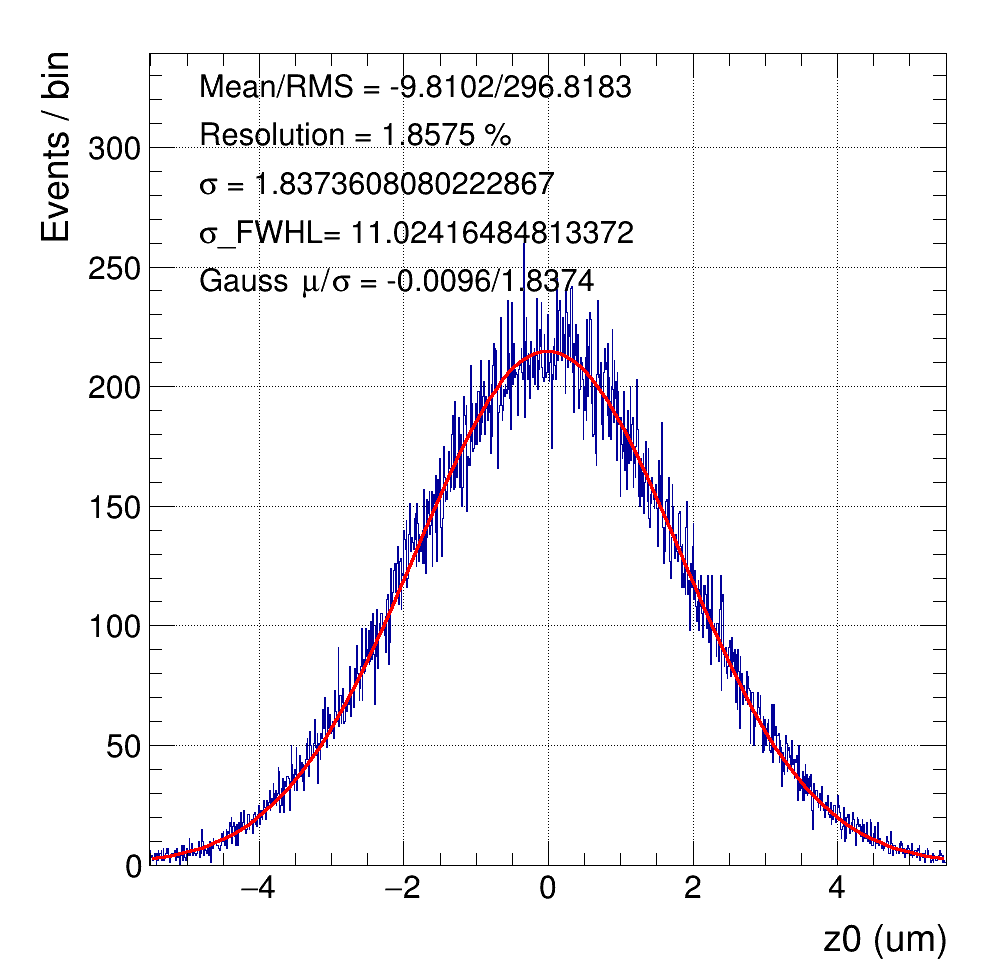 Events / bin
Mean/RMS = -9.8102/296.8183
Resolution = 1.8575 %
σ = 1.8373608080222867
σ_FWHL= 11.02416484813372
Gauss μ/σ = -0.0096/1.8374
300
250
200
150
100
50
0
−4 −2 0 2 4
z0 (um)